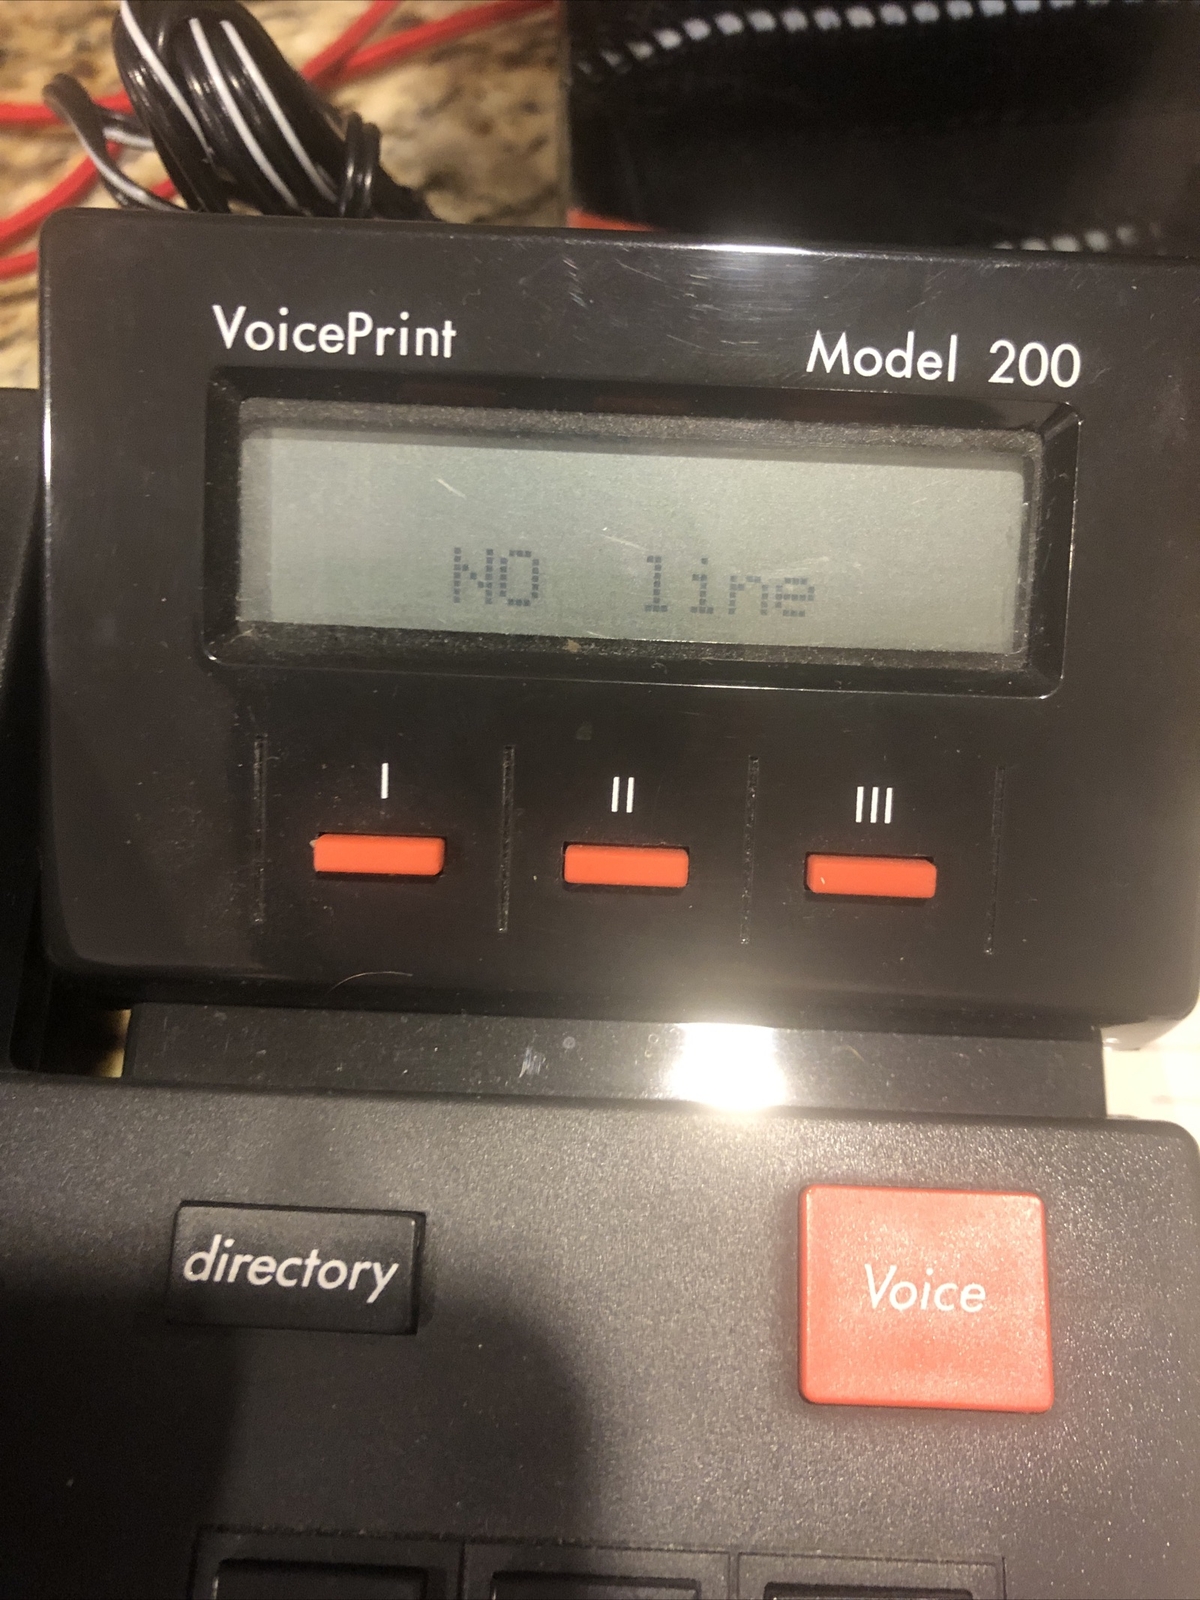 VoicePrint Model 200
NO line
I II III
directory Voice